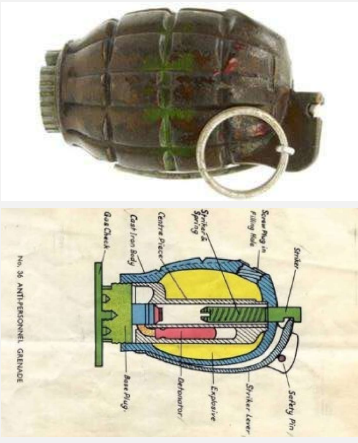 No. 36 ANTI-PERSONNEL GRENADE
Gas Check
Cast Iron Body
Centre Piece
Striker &
Spring
Screw Plug in
Filling Hole
Striker
Safety Pin
Striker Lever
Explosive
Detonator
Base Plug